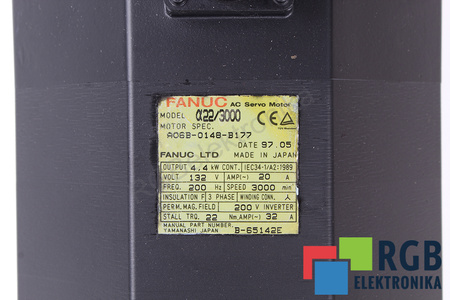 FANUC AC Servo Motor
MODEL α22/3000
MOTOR SPEC.
A06B-0148-B177
DATE 97.05
FANUC LTD MADE IN JAPAN
OUTPUT 4.4 kW CONT. IEC34-1/A2:1989
VOLT 132 V AMP(~) 20 A
FREQ. 200 Hz SPEED 3000 min
INSULATION F 3 PHASE WINDING CONN. Y
PERM.MAG.FIELD 200 V INVERTER
STALL TRQ. 22 Nm,AMP(~) 32 A
MANUAL PART NUMBER:
YAMANASHI JAPAN B-65142E
RGB
ELEKTRONIKA